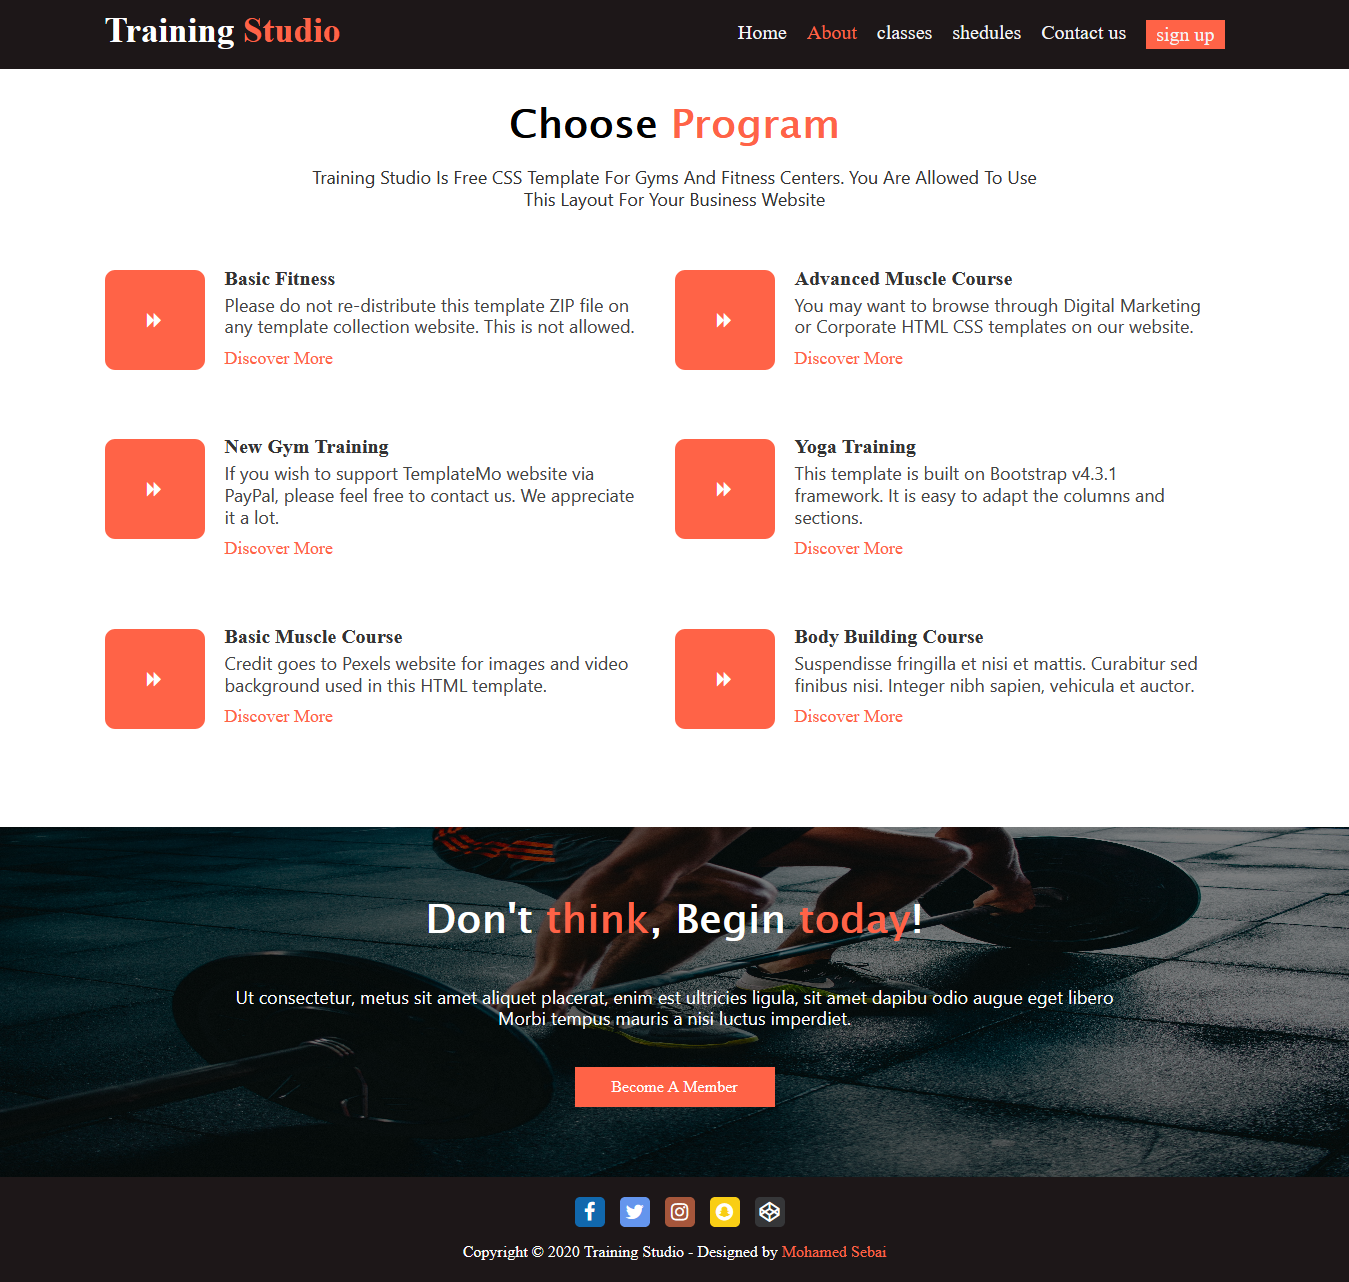 Training Studio
Home About classes shedules Contact us sign up
Choose Program
Training Studio Is Free CSS Template For Gyms And Fitness Centers. You Are Allowed To Use
This Layout For Your Business Website
Basic Fitness
Please do not re-distribute this template ZIP file on
any template collection website. This is not allowed.
Discover More
Advanced Muscle Course
You may want to browse through Digital Marketing
or Corporate HTML CSS templates on our website.
Discover More
New Gym Training
If you wish to support TemplateMo website via
PayPal, please feel free to contact us. We appreciate
it a lot.
Discover More
Yoga Training
This template is built on Bootstrap v4.3.1
framework. It is easy to adapt the columns and
sections.
Discover More
Basic Muscle Course
Credit goes to Pexels website for images and video
background used in this HTML template.
Discover More
Body Building Course
Suspendisse fringilla et nisi et mattis. Curabitur sed
finibus nisi. Integer nibh sapien, vehicula et auctor.
Discover More
Don't think, Begin today!
Ut consectetur, metus sit amet aliquet placerat, enim est ultricies ligula, sit amet dapibu odio augue eget libero
Morbi tempus mauris a nisi luctus imperdiet.
Become A Member
Copyright © 2020 Training Studio - Designed by Mohamed Sebai